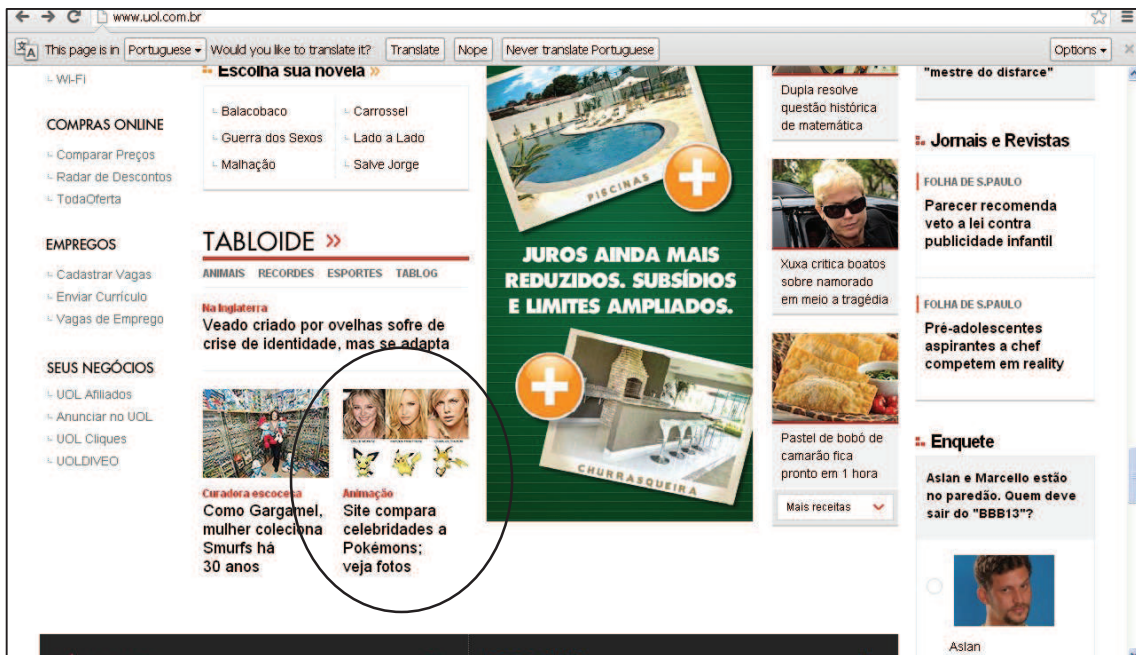 www.uol.com.br
This page is in Portuguese Would you like to translate it? Translate Nope Never translate Portuguese Options
Wi-Fi
COMPRAS ONLINE
Comparar Preços
Radar de Descontos
TodaOferta
EMPREGOS
Cadastrar Vagas
Enviar Currículo
Vagas de Emprego
SEUS NEGÓCIOS
UOL Afiliados
Anunciar no UOL
UOL Cliques
UOLDIVEO
Escolha sua novela »
Balacobaco
Guerra dos Sexos
Malhação
Carrossel
Lado a Lado
Salve Jorge
TABLOIDE »
ANIMAIS RECORDES ESPORTES TABLOG
Na Inglaterra
Veado criado por ovelhas sofre de
crise de identidade, mas se adapta
Curadora escocesa
Como Gargamel,
mulher coleciona
Smurfs há
30 anos
Animação
Site compara
celebridades a
Pokémons;
veja fotos
PISCINAS
JUROS AINDA MAIS
REDUZIDOS. SUBSÍDIOS
E LIMITES AMPLIADOS.
CHURRASQUEIRA
Dupla resolve
questão histórica
de matemática
Xuxa critica boatos
sobre namorado
em meio a tragédia
Pastel de bobó de
camarão fica
pronto em 1 hora
Mais receitas
"mestre do disfarce"
Jornais e Revistas
FOLHA DE S.PAULO
Parecer recomenda
veto a lei contra
publicidade infantil
FOLHA DE S.PAULO
Pré-adolescentes
aspirantes a chef
competem em reality
Enquete
Aslan e Marcello estão
no paredão. Quem deve
sair do "BBB13"?
Aslan